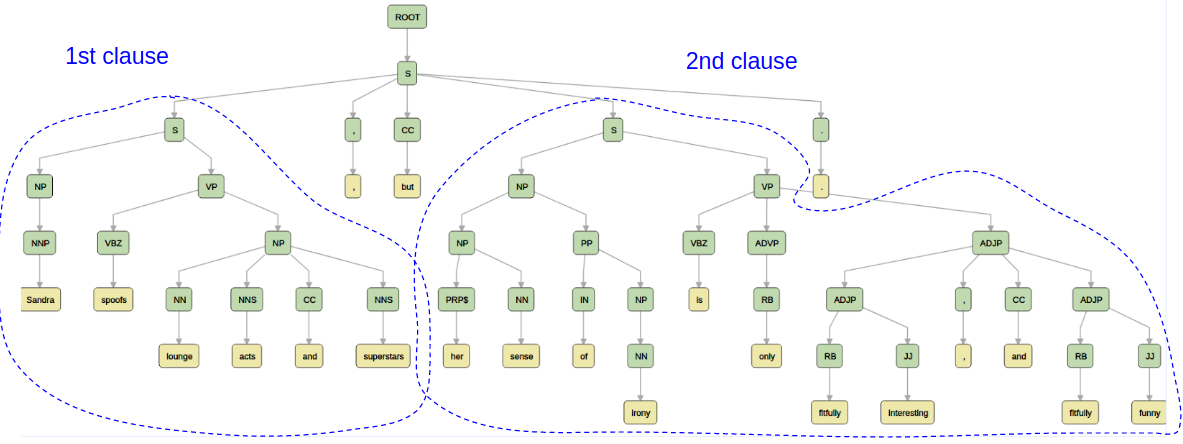 ROOT
1st clause
2nd clause
S
S , CC S .
, but .
NP VP NP VP
NNP VBZ NP NP PP VBZ ADVP ADJP
Sandra spoofs NN NNS CC NNS PRP$ NN IN NP is RB ADJP , CC ADJP
lounge acts and superstars her sense of NN only RB JJ , and RB JJ
irony fitfully interesting fitfully funny